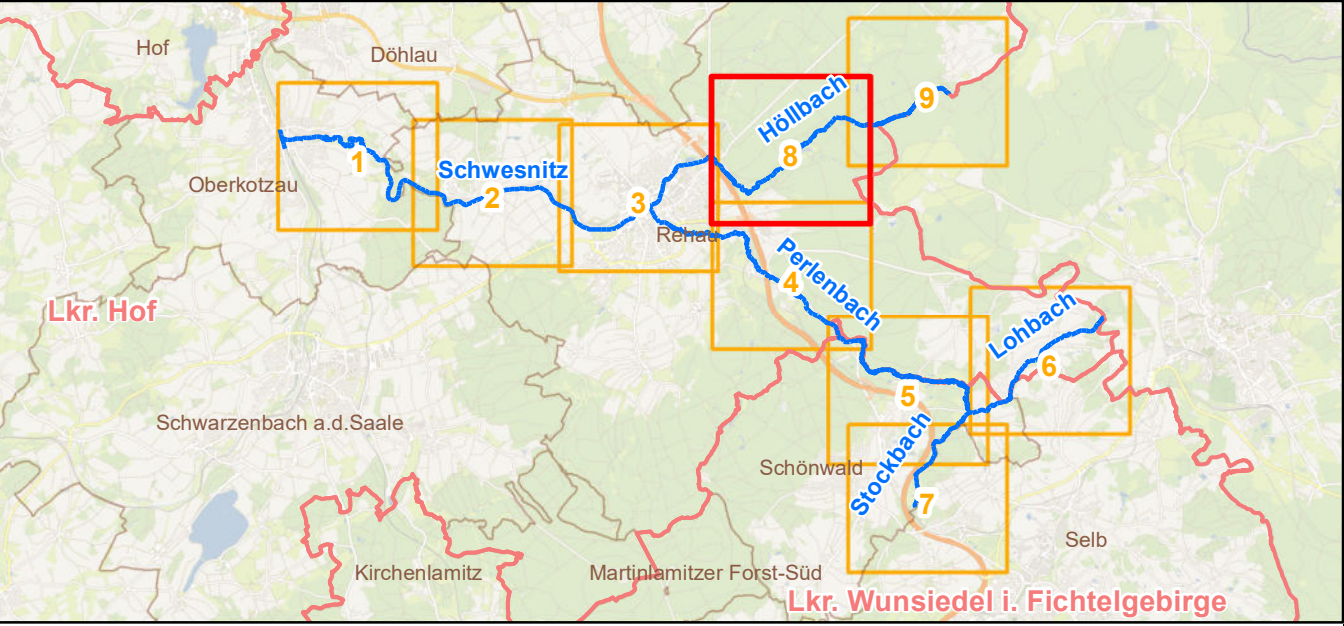 Hof
Döhlau
Höllbach
9
8
1
Schwesnitz
2
Oberkotzau
3
Rehau
Perlenbach
4
Lkr. Hof
Lohbach
6
5
Schwarzenbach a.d.Saale
Stockbach
Schönwald
7
Selb
Kirchenlamitz
Martinlamitzer Forst-Süd
Lkr. Wunsiedel i. Fichtelgebirge